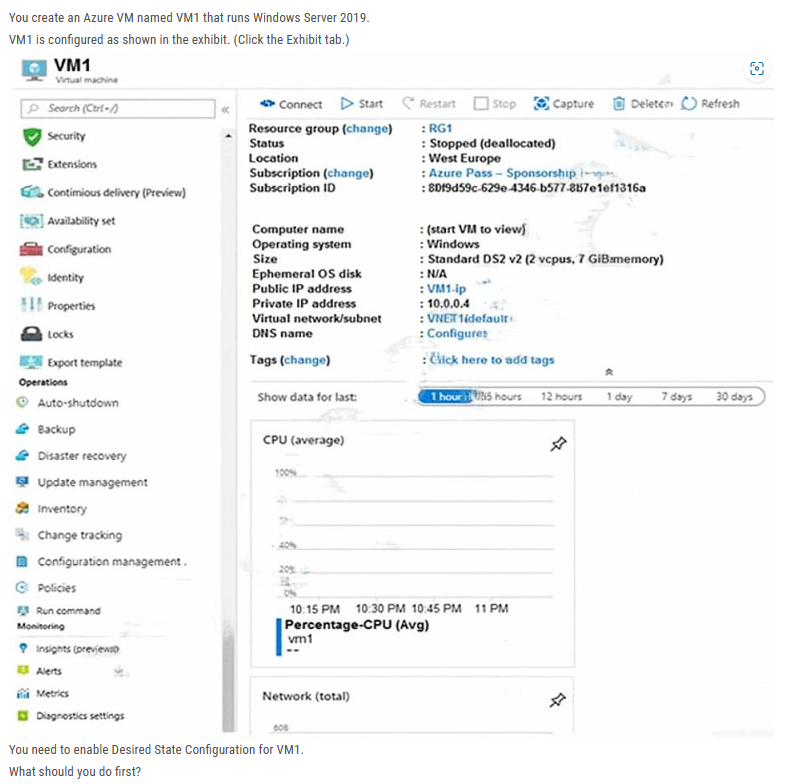 You create an Azure VM named VM1 that runs Windows Server 2019.
VM1 is configured as shown in the exhibit. (Click the Exhibit tab.)
VM1
Virtual machine
Search (Ctrl+/)
«
Connect Start Restart Stop Capture Delete Refresh
Security
Extensions
Contimious delivery (Preview)
Availability set
Configuration
Identity
Properties
Locks
Export template
Operations
Auto-shutdown
Backup
Disaster recovery
Update management
Inventory
Change tracking
Configuration management .
Policies
Run command
Monitoring
Insights (preview)
Alerts
Metrics
Diagnostics settings
Resource group (change) : RG1
Status : Stopped (deallocated)
Location : West Europe
Subscription (change) : Azure Pass – Sponsorship
Subscription ID : 80f9d59c-629e-4346-b577-8b7e1ef1316a
Computer name : (start VM to view)
Operating system : Windows
Size : Standard DS2 v2 (2 vcpus, 7 GiB memory)
Ephemeral OS disk : N/A
Public IP address : VM1-ip
Private IP address : 10.0.0.4
Virtual network/subnet : VNET1/default
DNS name : Configure
Tags (change) : Click here to add tags
Show data for last: 1 hour hours 12 hours 1 day 7 days 30 days
CPU (average)
100%
40%
20%
0%
10:15 PM 10:30 PM 10:45 PM 11 PM
Percentage-CPU (Avg)
vm1
--
Network (total)
60B
You need to enable Desired State Configuration for VM1.
What should you do first?